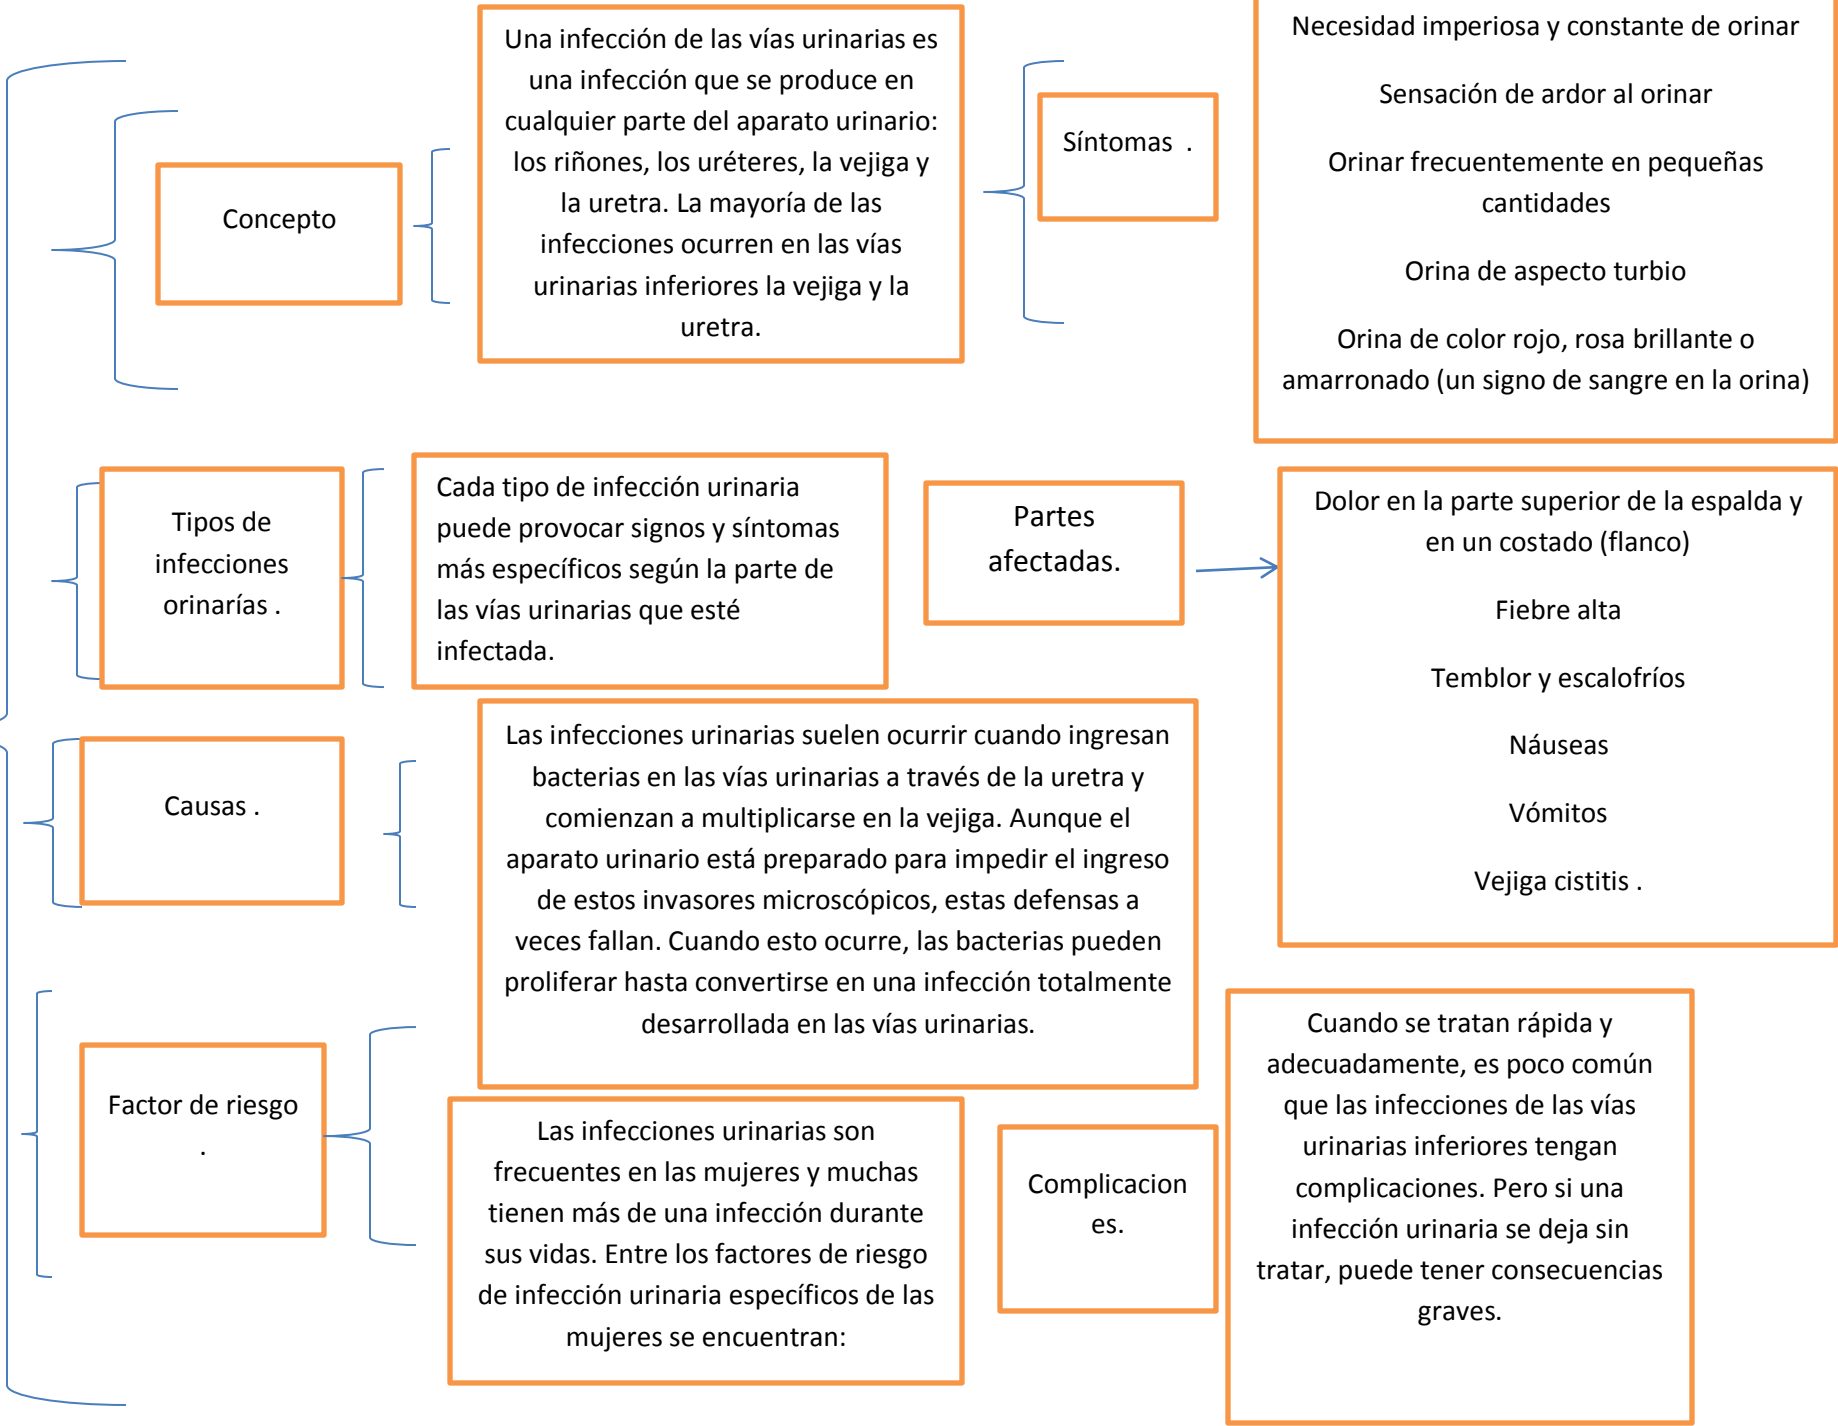 Concepto
Una infección de las vías urinarias es
una infección que se produce en
cualquier parte del aparato urinario:
los riñones, los uréteres, la vejiga y
la uretra. La mayoría de las
infecciones ocurren en las vías
urinarias inferiores la vejiga y la
uretra.
Síntomas .
Necesidad imperiosa y constante de orinar
Sensación de ardor al orinar
Orinar frecuentemente en pequeñas
cantidades
Orina de aspecto turbio
Orina de color rojo, rosa brillante o
amarronado (un signo de sangre en la orina)
Tipos de
infecciones
orinarías .
Cada tipo de infección urinaria
puede provocar signos y síntomas
más específicos según la parte de
las vías urinarias que esté
infectada.
Partes
afectadas.
Dolor en la parte superior de la espalda y
en un costado (flanco)
Fiebre alta
Temblor y escalofríos
Náuseas
Vómitos
Vejiga cistitis .
Causas .
Las infecciones urinarias suelen ocurrir cuando ingresan
bacterias en las vías urinarias a través de la uretra y
comienzan a multiplicarse en la vejiga. Aunque el
aparato urinario está preparado para impedir el ingreso
de estos invasores microscópicos, estas defensas a
veces fallan. Cuando esto ocurre, las bacterias pueden
proliferar hasta convertirse en una infección totalmente
desarrollada en las vías urinarias.
Factor de riesgo
.
Las infecciones urinarias son
frecuentes en las mujeres y muchas
tienen más de una infección durante
sus vidas. Entre los factores de riesgo
de infección urinaria específicos de las
mujeres se encuentran:
Complicacion
es.
Cuando se tratan rápida y
adecuadamente, es poco común
que las infecciones de las vías
urinarias inferiores tengan
complicaciones. Pero si una
infección urinaria se deja sin
tratar, puede tener consecuencias
graves.